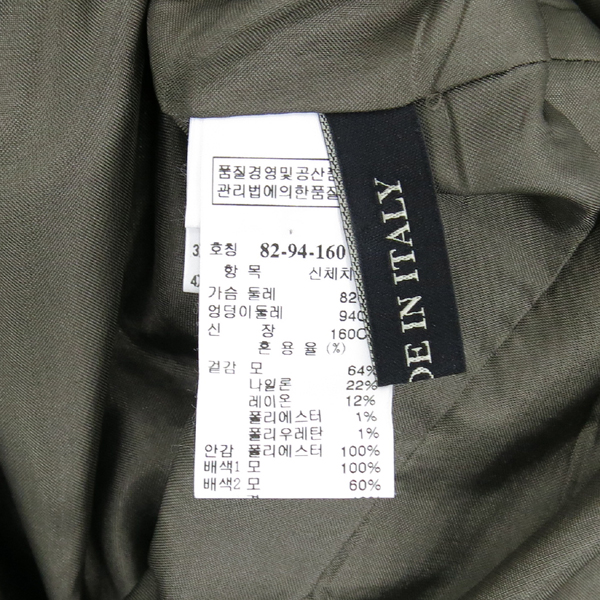 품질경영및공산
관리법에의한품질
호칭 82-94-160
항 목 신체치
가슴 둘레 82
엉덩이둘레 94
신 장 160
혼 용 율 (%)
겉감 모 64%
나일론 22%
레이온 12%
폴리에스터 1%
폴리우레탄 1%
안감 폴리에스터 100%
배색1 모 100%
배색2 모 60%
DE IN ITALY